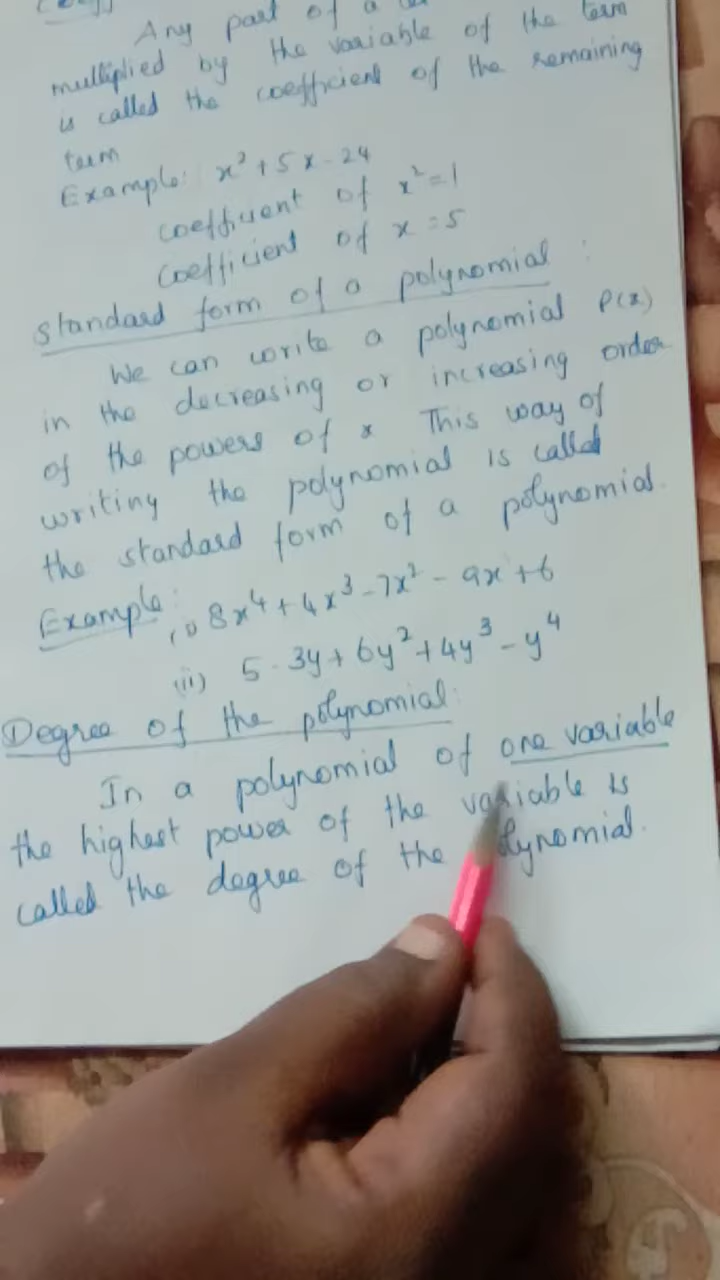 Any part of a
multiplied by the variable of the term
is called the coefficient of the remaining
term
Example: x² + 5x - 24
coefficient of x² = 1
coefficient of x = 5
standard form of a polynomial :
We can write a polynomial P(x)
in the decreasing or increasing order
of the powers of x This way of
writing the polynomial is called
the standard form of a polynomial.
Example:
(i) 8x⁴ + 4x³ - 7x² - 9x + 6
(ii) 5 - 3y + 6y² + 4y³ - y⁴
Degree of the polynomial:
In a polynomial of one variable
the highest power of the variable is
called the degree of the polynomial.